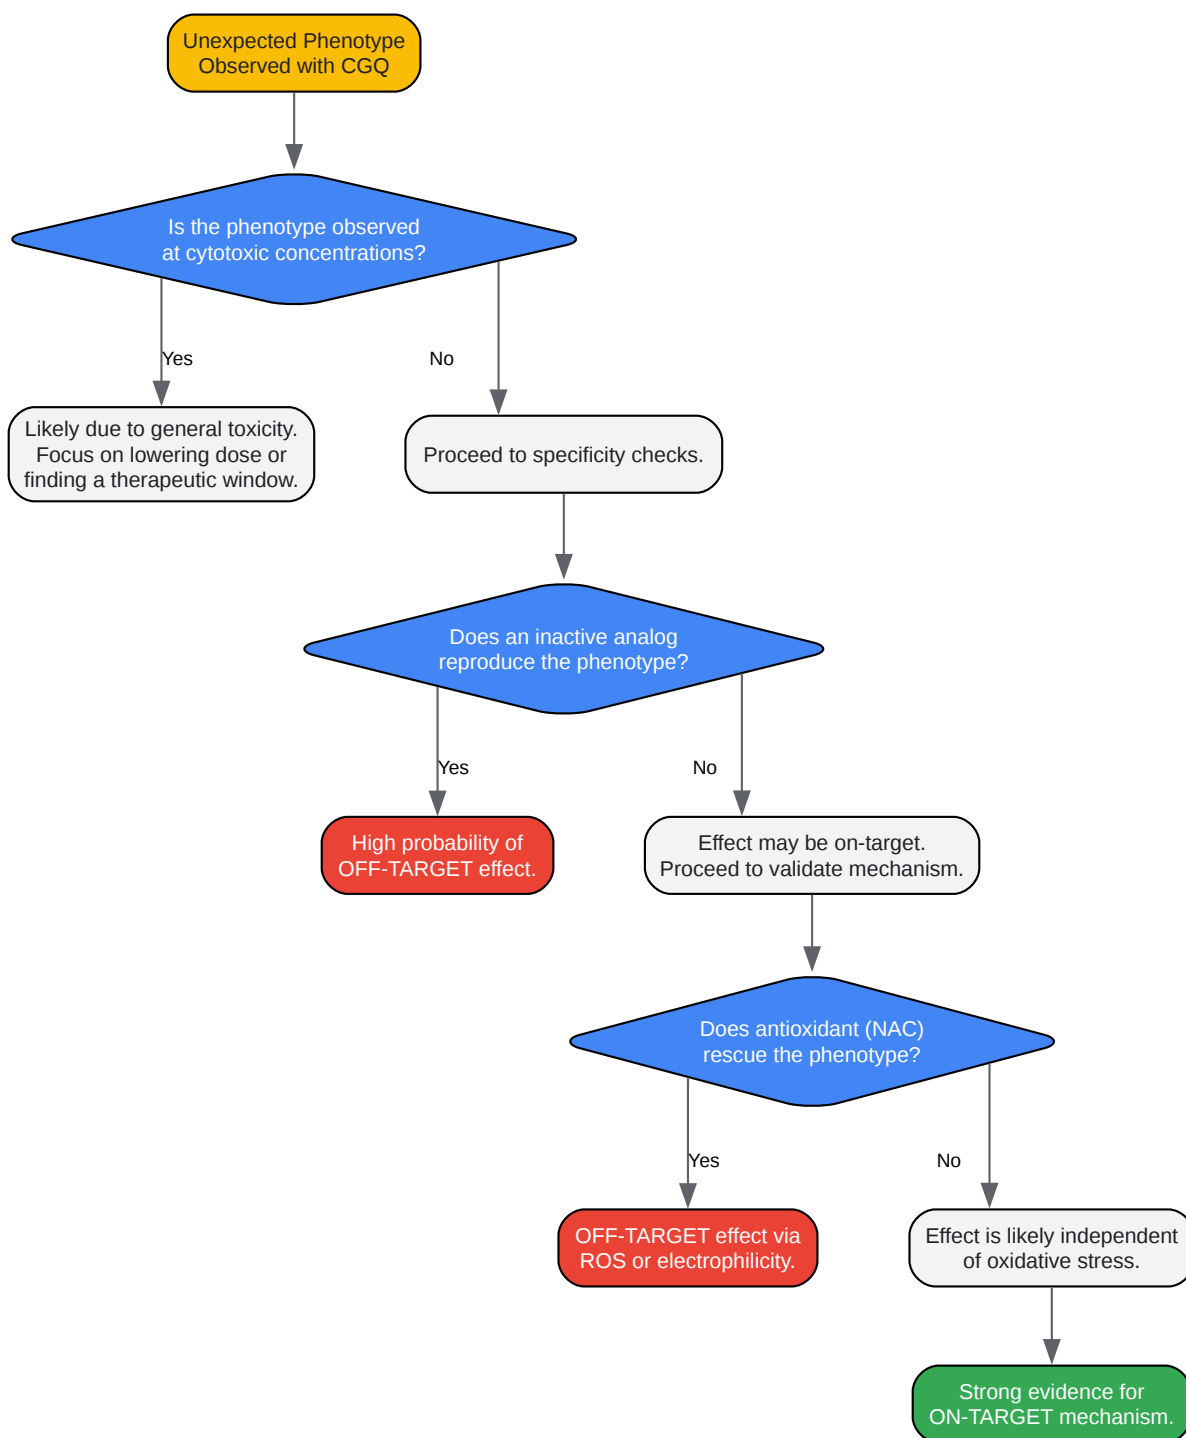 Unexpected Phenotype
Observed with CGQ
Is the phenotype observed
at cytotoxic concentrations?
Yes
No
Likely due to general toxicity.
Focus on lowering dose or
finding a therapeutic window.
Proceed to specificity checks.
Does an inactive analog
reproduce the phenotype?
Yes
No
High probability of
OFF-TARGET effect.
Effect may be on-target.
Proceed to validate mechanism.
Does antioxidant (NAC)
rescue the phenotype?
Yes
No
OFF-TARGET effect via
ROS or electrophilicity.
Effect is likely independent
of oxidative stress.
Strong evidence for
ON-TARGET mechanism.